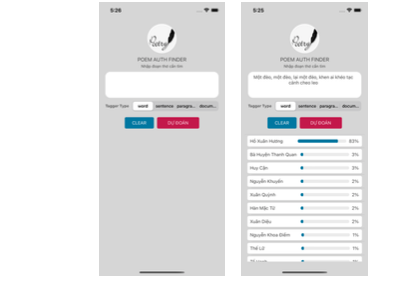 5:26
Poetry
POEM AUTH FINDER
Nhập đoạn thơ cần tìm
Tagger Type word sentence paragra... docum...
CLEAR DỰ ĐOÁN
5:25
Poetry
POEM AUTH FINDER
Nhập đoạn thơ cần tìm
Một đèo, một đèo, lại một đèo, khen ai khéo tạc
cảnh cheo leo
Tagger Type word sentence paragra... docum...
CLEAR DỰ ĐOÁN
Hồ Xuân Hương 83%
Bà Huyện Thanh Quan 3%
Huy Cận 3%
Nguyễn Khuyến 2%
Xuân Quỳnh 2%
Hàn Mặc Tử 2%
Xuân Diệu 2%
Nguyễn Khoa Điềm 1%
Thế Lữ 1%